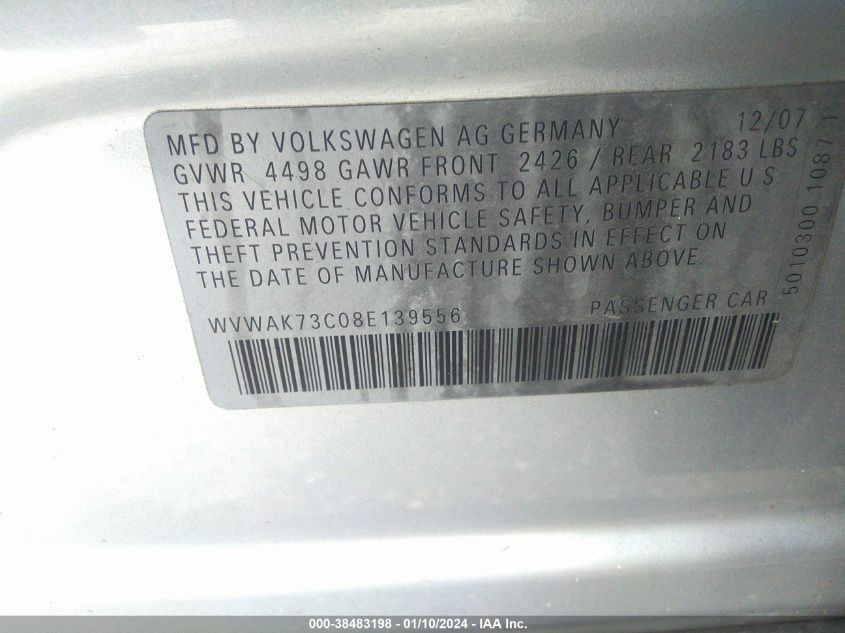 12/07
MFD BY VOLKSWAGEN AG GERMANY
GVWR 4498 GAWR FRONT 2426 / REAR 2183 LBS
THIS VEHICLE CONFORMS TO ALL APPLICABLE U S
FEDERAL MOTOR VEHICLE SAFETY, BUMPER AND
THEFT PREVENTION STANDARDS IN EFFECT ON
THE DATE OF MANUFACTURE SHOWN ABOVE.
WVWAK73C08E139556 PASSENGER CAR
5010300 1087 1
000-38483198 - 01/10/2024 - IAA Inc.